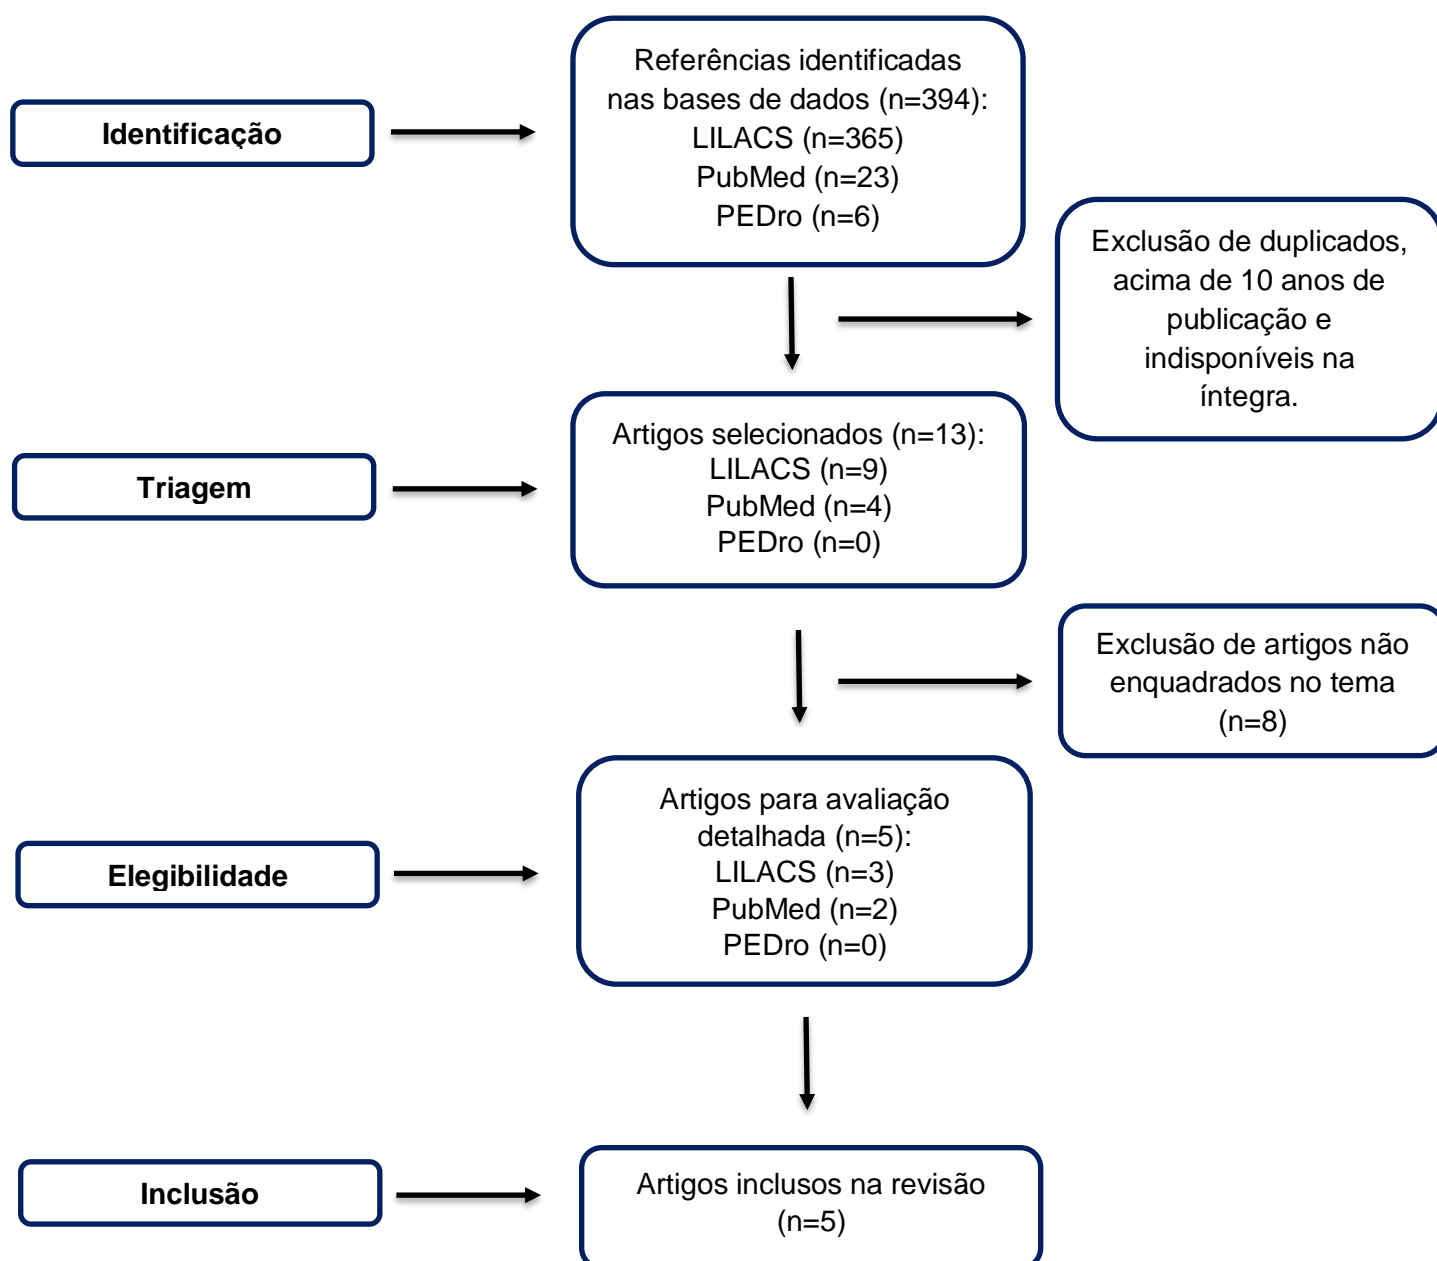 Identificação
Referências identificadas
nas bases de dados (n=394):
LILACS (n=365)
PubMed (n=23)
PEDro (n=6)
Exclusão de duplicados,
acima de 10 anos de
publicação e
indisponíveis na
íntegra.
Triagem
Artigos selecionados (n=13):
LILACS (n=9)
PubMed (n=4)
PEDro (n=0)
Exclusão de artigos não
enquadrados no tema
(n=8)
Elegibilidade
Artigos para avaliação
detalhada (n=5):
LILACS (n=3)
PubMed (n=2)
PEDro (n=0)
Inclusão
Artigos inclusos na revisão
(n=5)